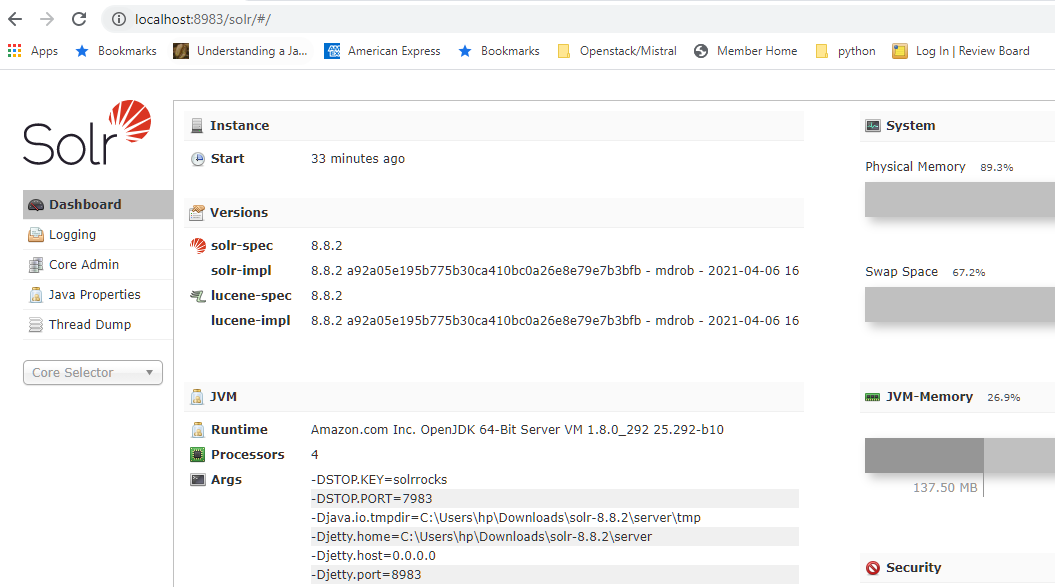 localhost:8983/solr/#/
Apps Bookmarks Understanding a Ja... American Express Bookmarks Openstack/Mistral Member Home python Log In | Review Board
Solr
Dashboard
Logging
Core Admin
Java Properties
Thread Dump
Core Selector
Instance
Start 33 minutes ago
Versions
solr-spec 8.8.2
solr-impl 8.8.2 a92a05e195b775b30ca410bc0a26e8e79e7b3bfb - mdrob - 2021-04-06 16
lucene-spec 8.8.2
lucene-impl 8.8.2 a92a05e195b775b30ca410bc0a26e8e79e7b3bfb - mdrob - 2021-04-06 16
JVM
Runtime Amazon.com Inc. OpenJDK 64-Bit Server VM 1.8.0_292 25.292-b10
Processors 4
Args -DSTOP.KEY=solrrocks
-DSTOP.PORT=7983
-Djava.io.tmpdir=C:\Users\hp\Downloads\solr-8.8.2\server\tmp
-Djetty.home=C:\Users\hp\Downloads\solr-8.8.2\server
-Djetty.host=0.0.0.0
-Djetty.port=8983
System
Physical Memory 89.3%
Swap Space 67.2%
JVM-Memory 26.9%
137.50 MB
Security